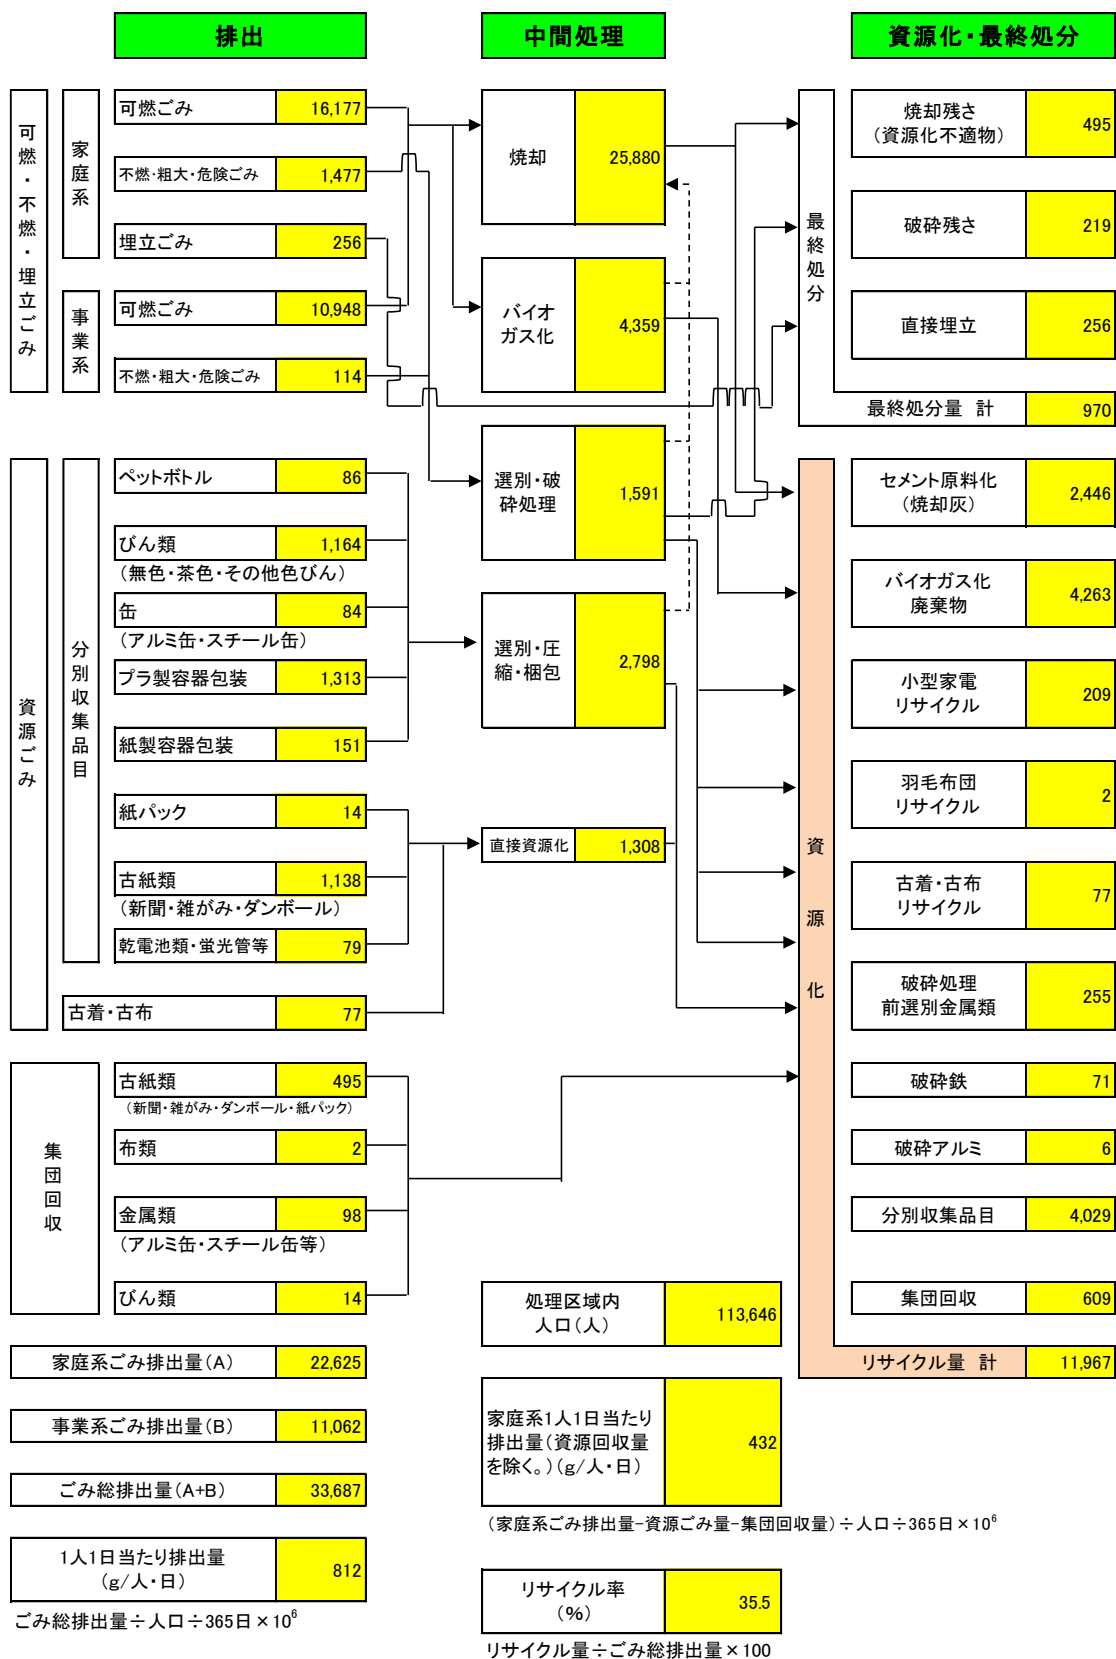 排出
中間処理
資源化・最終処分
可燃・不燃・埋立ごみ
家庭系
可燃ごみ 16,177
不燃・粗大・危険ごみ 1,477
埋立ごみ 256
事業系
可燃ごみ 10,948
不燃・粗大・危険ごみ 114
資源ごみ
分別収集品目
ペットボトル 86
びん類 1,164
(無色・茶色・その他色びん)
缶 84
(アルミ缶・スチール缶)
プラ製容器包装 1,313
紙製容器包装 151
紙パック 14
古紙類 1,138
(新聞・雑がみ・ダンボール)
乾電池類・蛍光管等 79
古着・古布 77
集団回収
古紙類 495
(新聞・雑がみ・ダンボール・紙パック)
布類 2
金属類 98
(アルミ缶・スチール缶等)
びん類 14
家庭系ごみ排出量(A) 22,625
事業系ごみ排出量(B) 11,062
ごみ総排出量(A+B) 33,687
1人1日当たり排出量
(g/人・日)
812
ごみ総排出量÷人口÷365日×10⁶
焼却 25,880
バイオ
ガス化
4,359
選別・破
砕処理
1,591
選別・圧
縮・梱包
2,798
直接資源化 1,308
処理区域内
人口(人)
113,646
家庭系1人1日当たり
排出量(資源回収量
を除く。)(g/人・日)
432
(家庭系ごみ排出量-資源ごみ量-集団回収量)÷人口÷365日×10⁶
リサイクル率
(%)
35.5
リサイクル量÷ごみ総排出量×100
最終処分
焼却残さ
(資源化不適物)
495
破砕残さ 219
直接埋立 256
最終処分量 計 970
資源化
セメント原料化
(焼却灰)
2,446
バイオガス化
廃棄物
4,263
小型家電
リサイクル
209
羽毛布団
リサイクル
2
古着・古布
リサイクル
77
破砕処理
前選別金属類
255
破砕鉄 71
破砕アルミ 6
分別収集品目 4,029
集団回収 609
リサイクル量 計 11,967